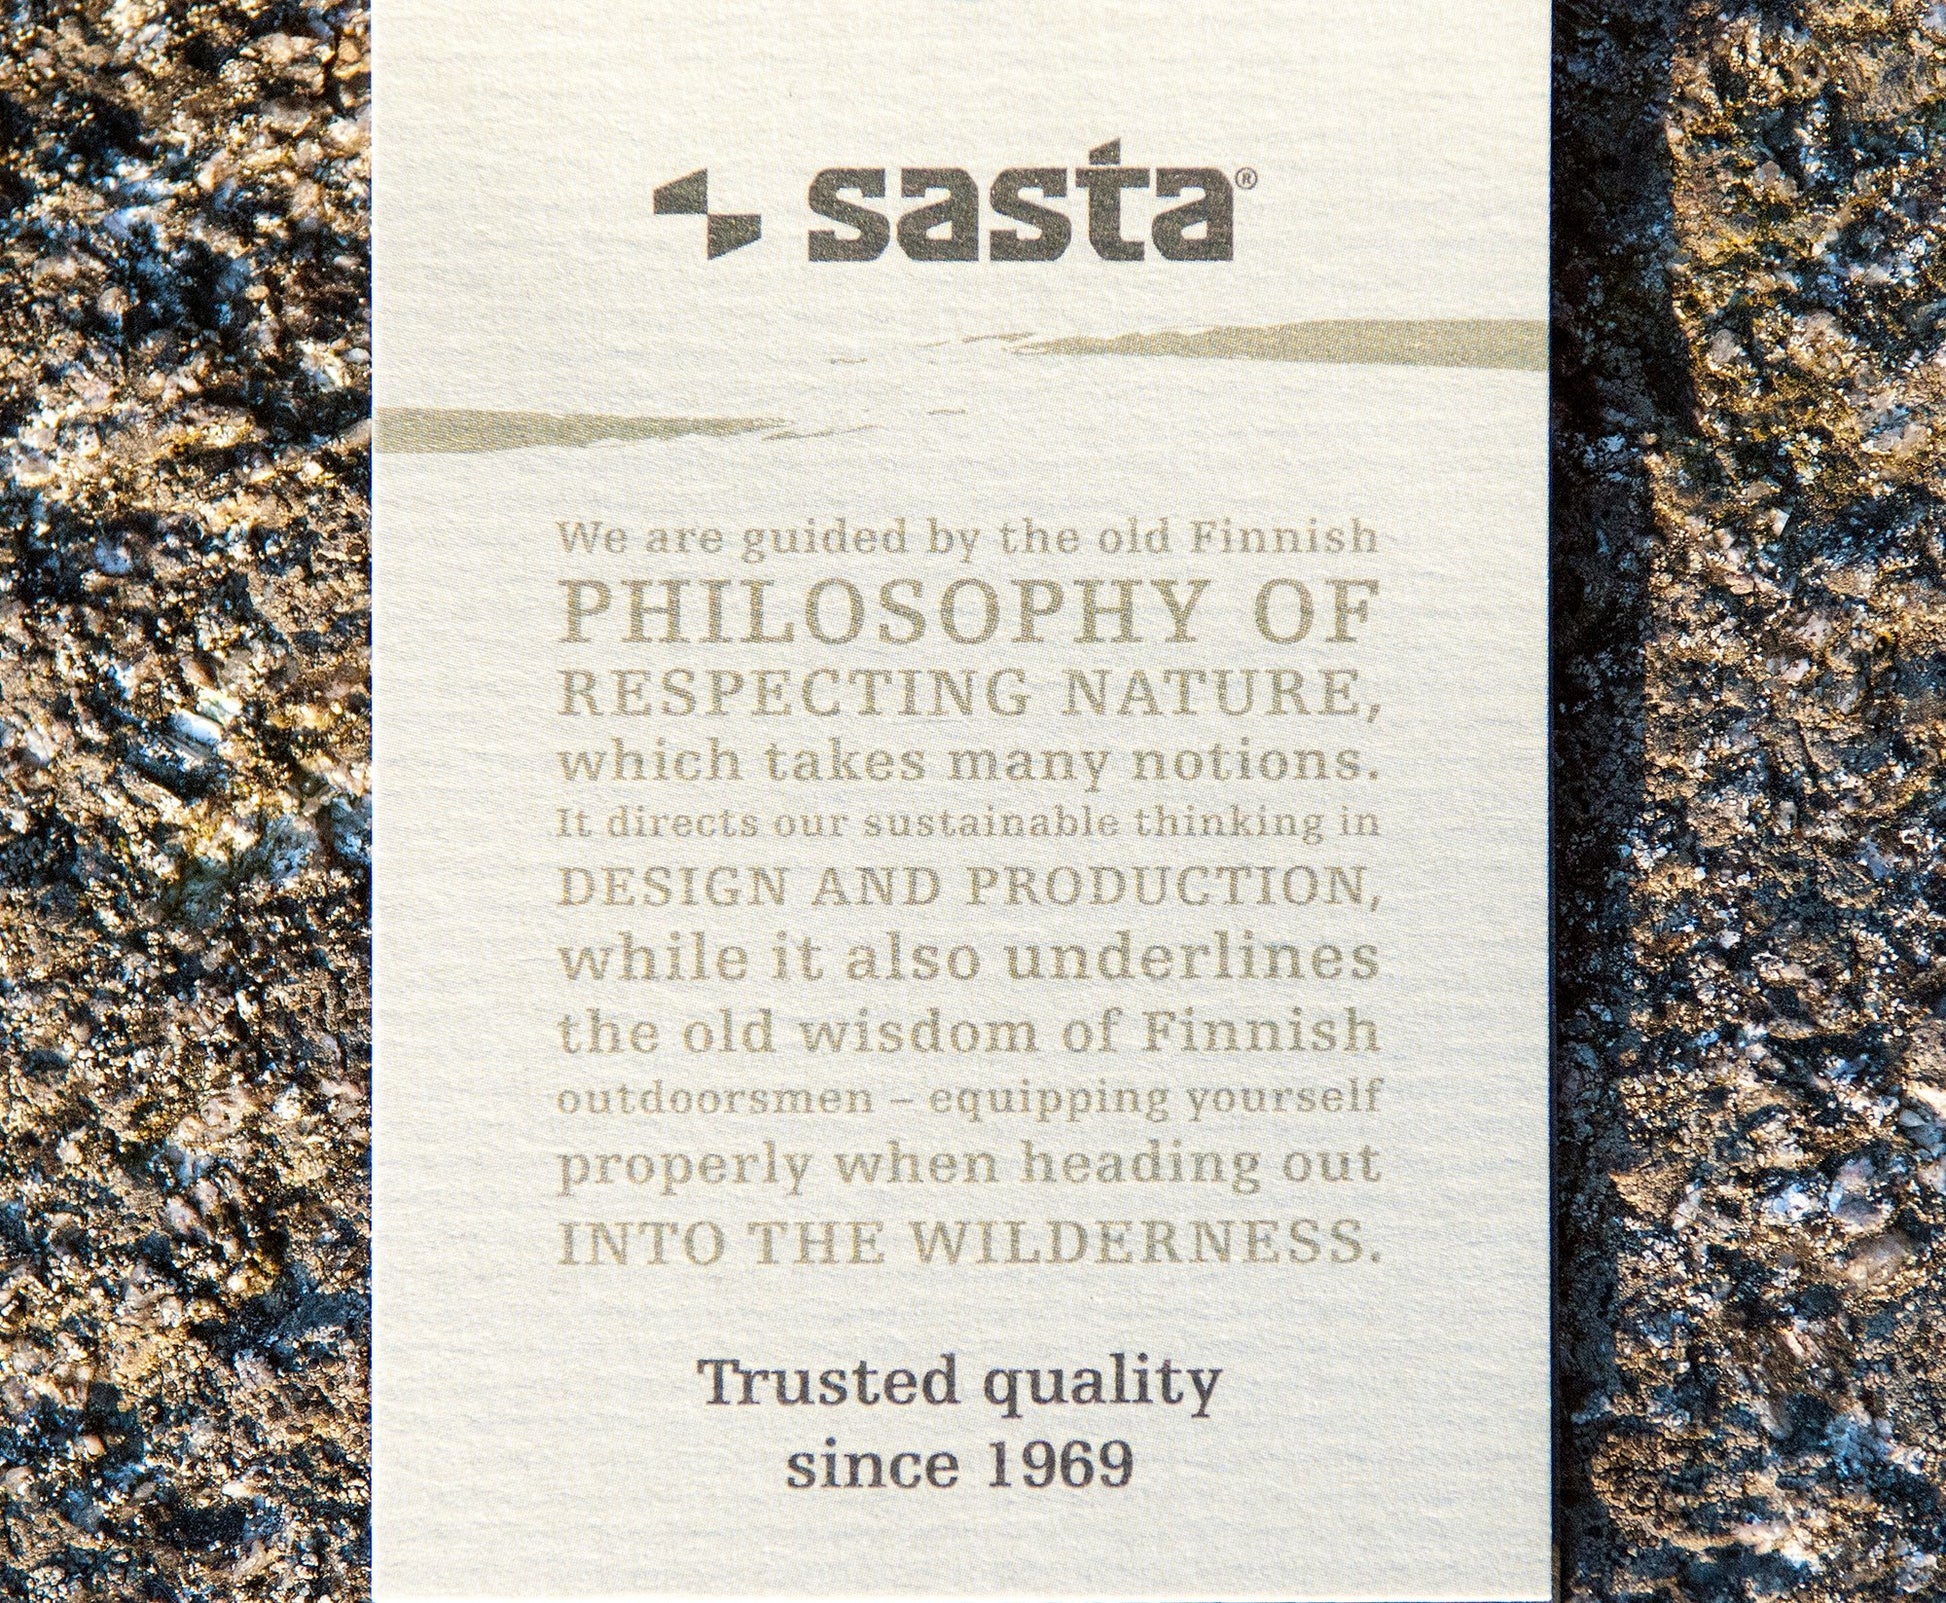 sasta®
We are guided by the old Finnish
PHILOSOPHY OF
RESPECTING NATURE,
which takes many notions.
It directs our sustainable thinking in
DESIGN AND PRODUCTION,
while it also underlines
the old wisdom of Finnish
outdoorsmen – equipping yourself
properly when heading out
INTO THE WILDERNESS.
Trusted quality
since 1969